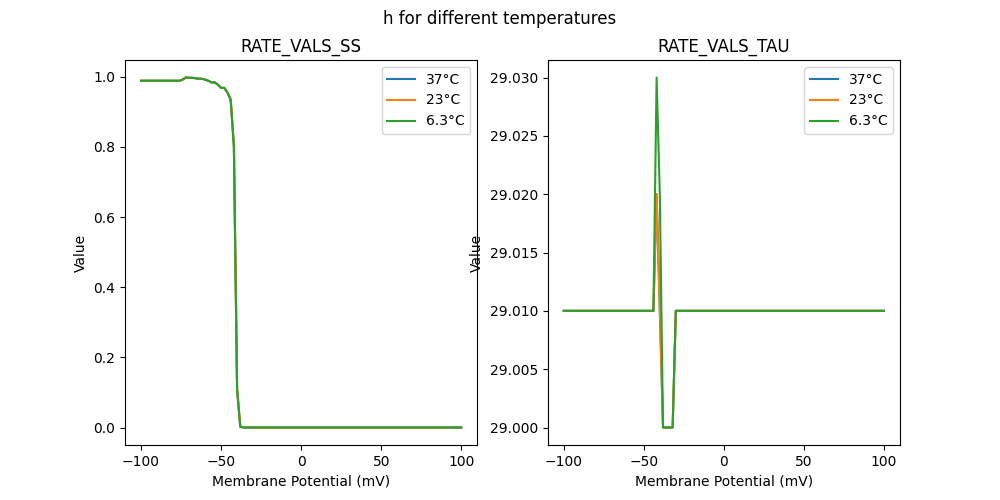 h for different temperatures
RATE_VALS_SS
1.0
0.8
0.6
0.4
0.2
0.0
Value
−100
−50
0
50
100
Membrane Potential (mV)
37°C
23°C
6.3°C
RATE_VALS_TAU
29.030
29.025
29.020
29.015
29.010
29.005
29.000
Value
−100
−50
0
50
100
Membrane Potential (mV)
37°C
23°C
6.3°C